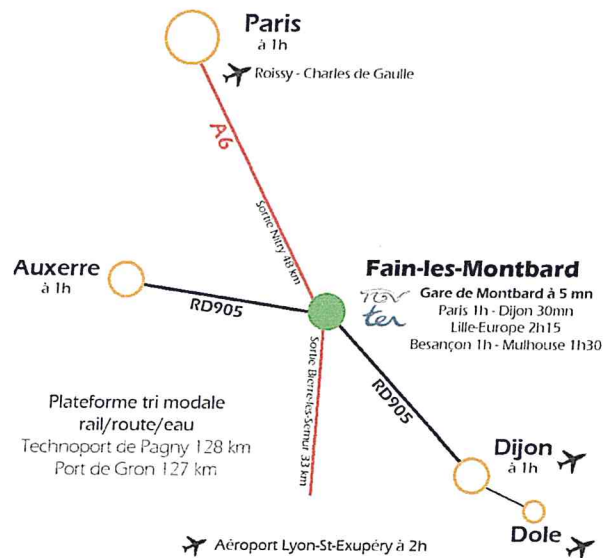 Paris
à 1h
Roissy - Charles de Gaulle
A6
Sortie Nitry 48 km
Auxerre
à 1h
RD905
Fain-les-Montbard
TGV
ter
Gare de Montbard à 5 mn
Paris 1h - Dijon 30mn
Lille-Europe 2h15
Besançon 1h - Mulhouse 1h30
Sortie Bierre-les-Semur 33 km
RD905
Plateforme tri modale
rail/route/eau
Technoport de Pagny 128 km
Port de Gron 127 km
Dijon
à 1h
Dole
Aéroport Lyon-St-Exupéry à 2h